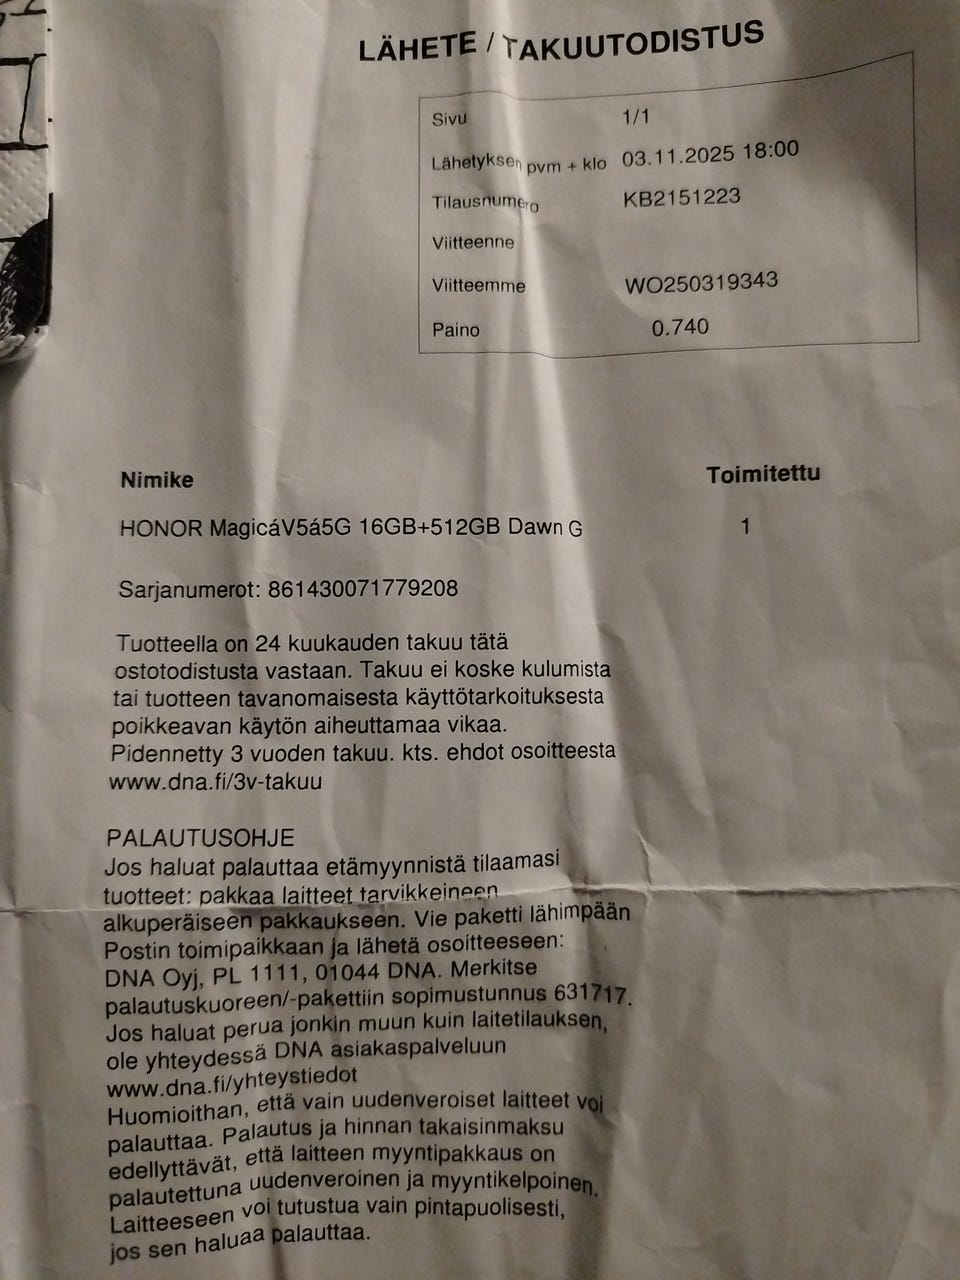 LÄHETE / TAKUUTODISTUS
Sivu 1/1
Lähetyksen pvm + klo 03.11.2025 18:00
Tilausnumero KB2151223
Viitteenne
Viitteemme WO250319343
Paino 0.740
Nimike Toimitettu
HONOR MagicáV5á5G 16GB+512GB Dawn G 1
Sarjanumerot: 861430071779208
Tuotteella on 24 kuukauden takuu tätä
ostotodistusta vastaan. Takuu ei koske kulumista
tai tuotteen tavanomaisesta käyttötarkoituksesta
poikkeavan käytön aiheuttamaa vikaa.
Pidennetty 3 vuoden takuu. kts. ehdot osoitteesta
www.dna.fi/3v-takuu
PALAUTUSOHJE
Jos haluat palauttaa etämyynnistä tilaamasi
tuotteet: pakkaa laitteet tarvikkeineen
alkuperäiseen pakkaukseen. Vie paketti lähimpään
Postin toimipaikkaan ja lähetä osoitteeseen:
DNA Oyj, PL 1111, 01044 DNA. Merkitse
palautuskuoreen/-pakettiin sopimustunnus 631717.
Jos haluat perua jonkin muun kuin laitetilauksen,
ole yhteydessä DNA asiakaspalveluun
www.dna.fi/yhteystiedot
Huomioithan, että vain uudenveroiset laitteet voi
palauttaa. Palautus ja hinnan takaisinmaksu
edellyttävät, että laitteen myyntipakkaus on
palautettuna uudenveroinen ja myyntikelpoinen.
Laitteeseen voi tutustua vain pintapuolisesti,
jos sen haluaa palauttaa.